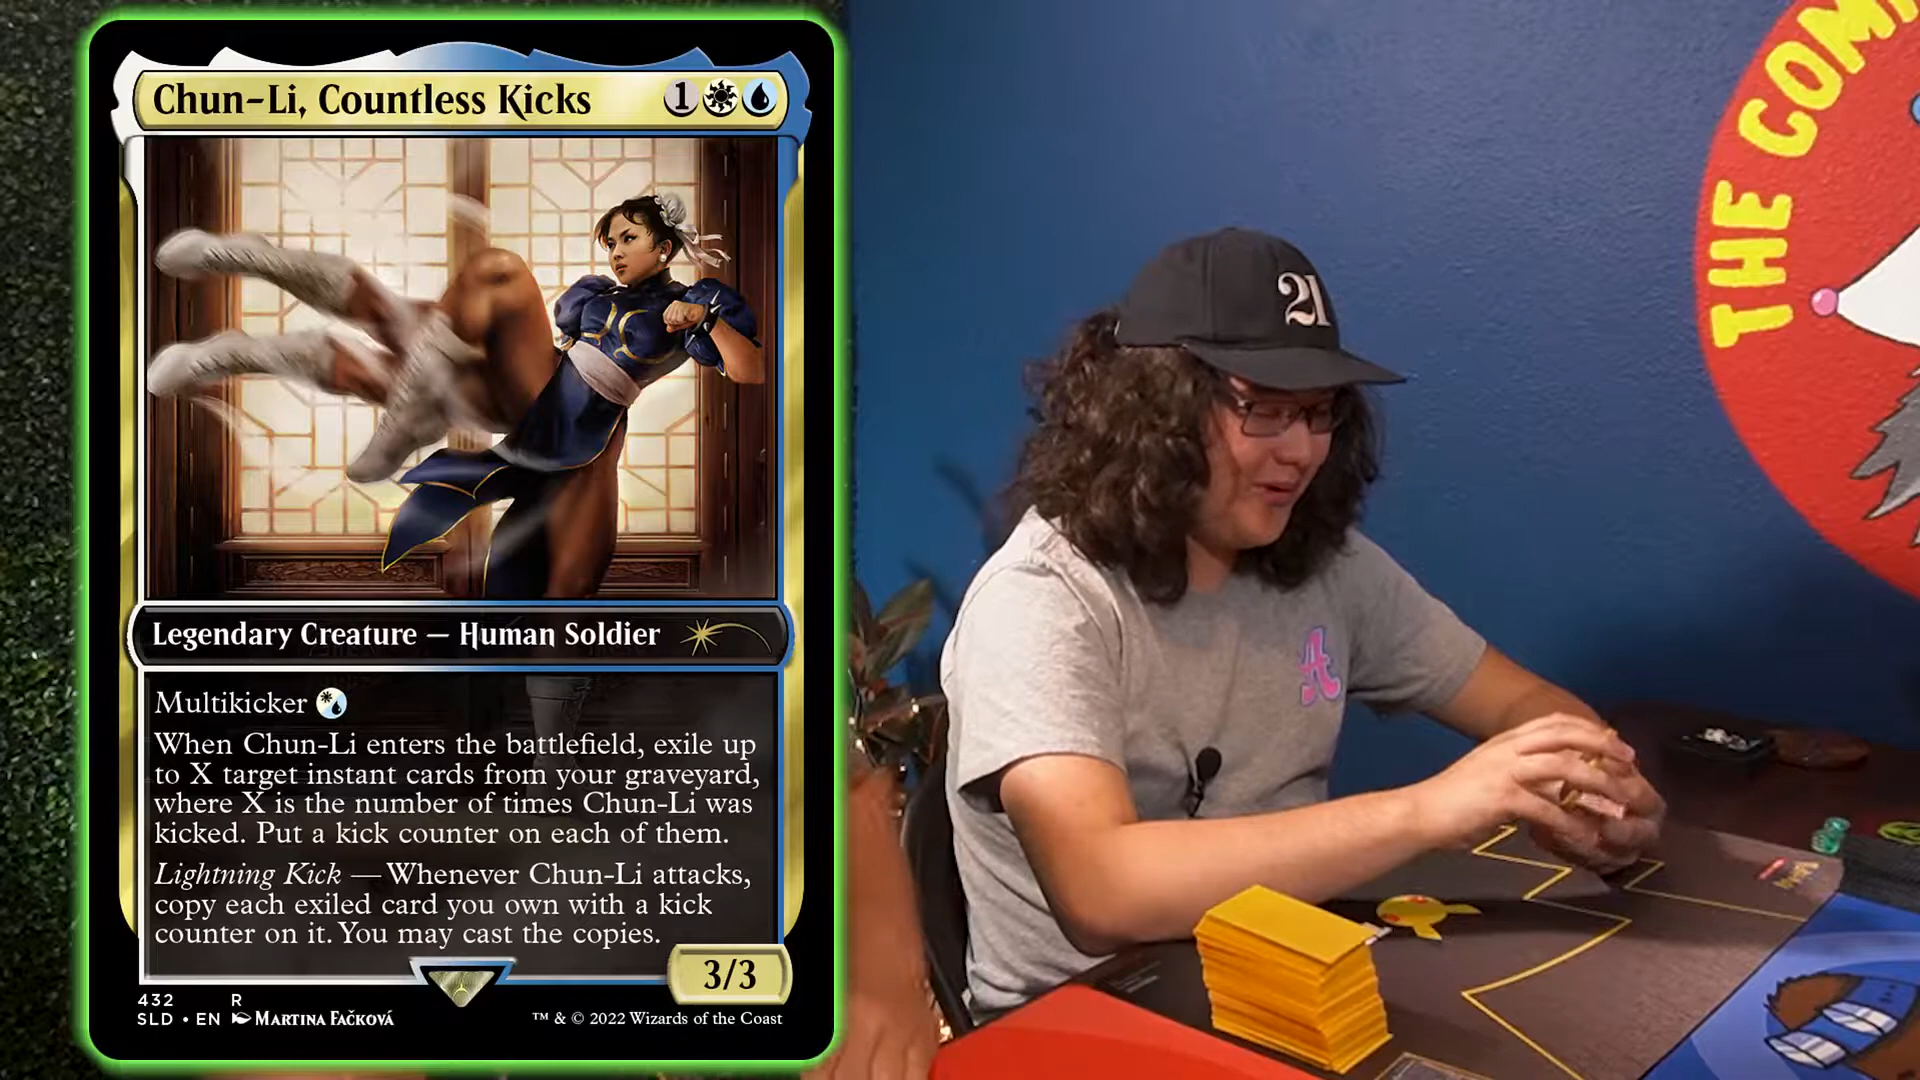 Chun-Li, Countless Kicks 1
Legendary Creature — Human Soldier
Multikicker
When Chun-Li enters the battlefield, exile up
to X target instant cards from your graveyard,
where X is the number of times Chun-Li was
kicked. Put a kick counter on each of them.
Lightning Kick — Whenever Chun-Li attacks,
copy each exiled card you own with a kick
counter on it. You may cast the copies.
3/3
432 R
SLD • EN Martina Fačková
™ & © 2022 Wizards of the Coast
21
A
THE